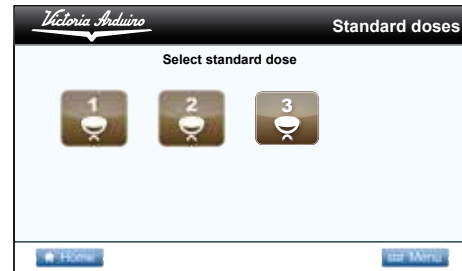 Victoria Arduino
Standard doses
Select standard dose
1 2 3
Home Menu